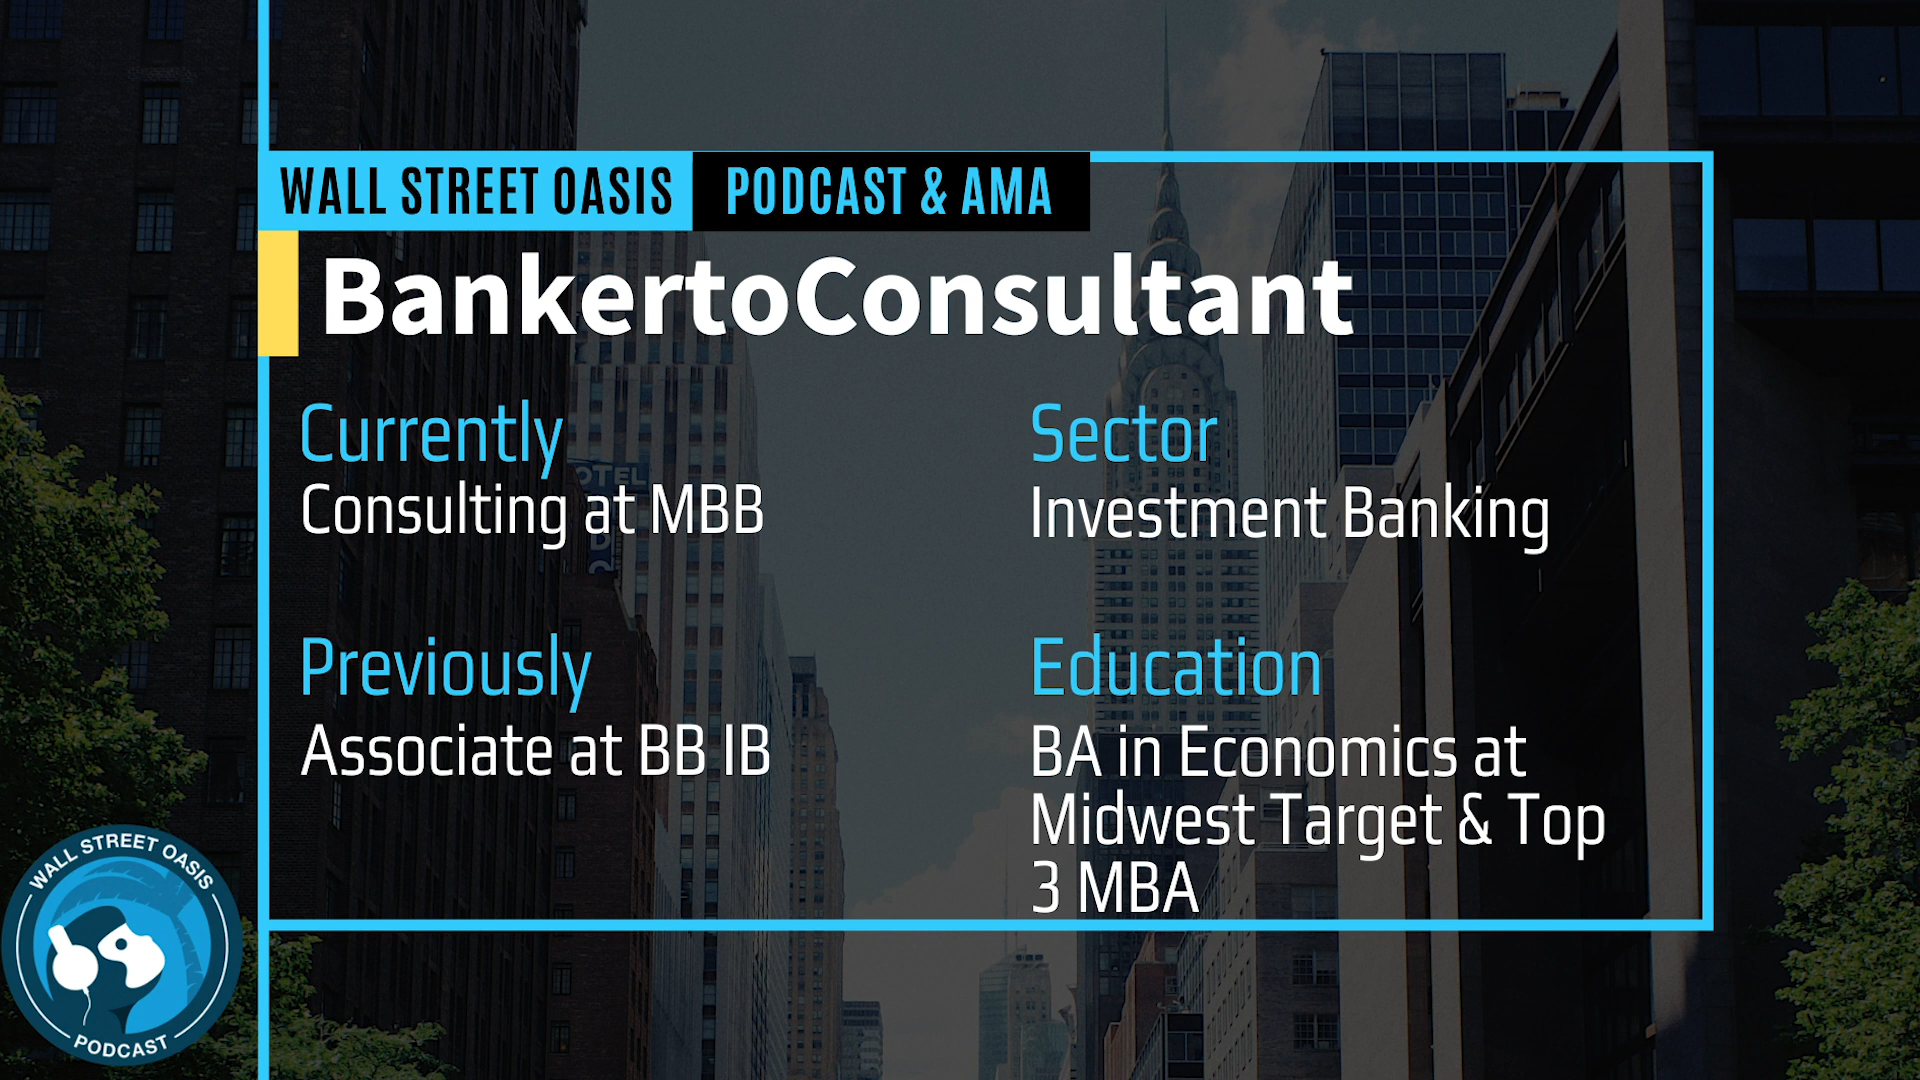 WALL STREET OASIS PODCAST & AMA
BankertoConsultant
Currently
Consulting at MBB
Sector
Investment Banking
Previously
Associate at BB IB
Education
BA in Economics at
Midwest Target & Top
3 MBA
OTEL
WALL STREET OASIS
PODCAST